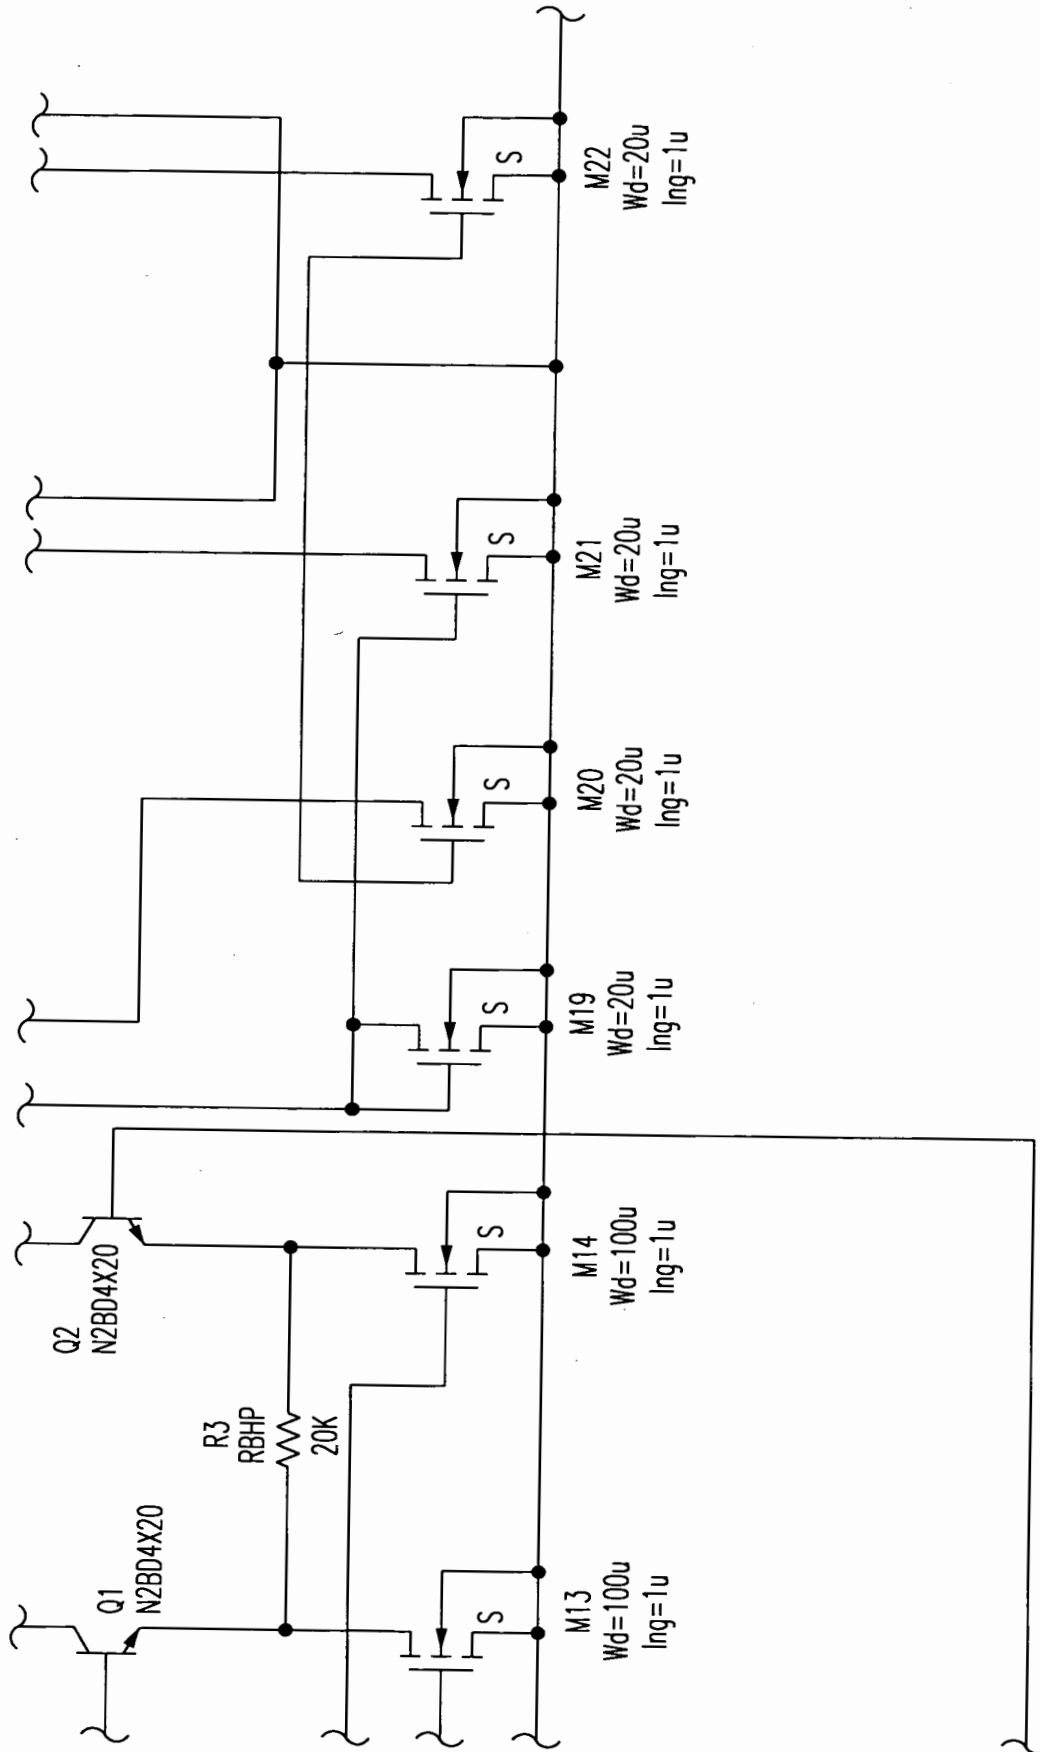 Q1
N2BD4X20
R3
RBHP
20K
Q2
N2BD4X20
S
M13
Wd=100u
lng=1u
S
M14
Wd=100u
lng=1u
S
M19
Wd=20u
lng=1u
S
M20
Wd=20u
lng=1u
S
M21
Wd=20u
lng=1u
S
M22
Wd=20u
lng=1u